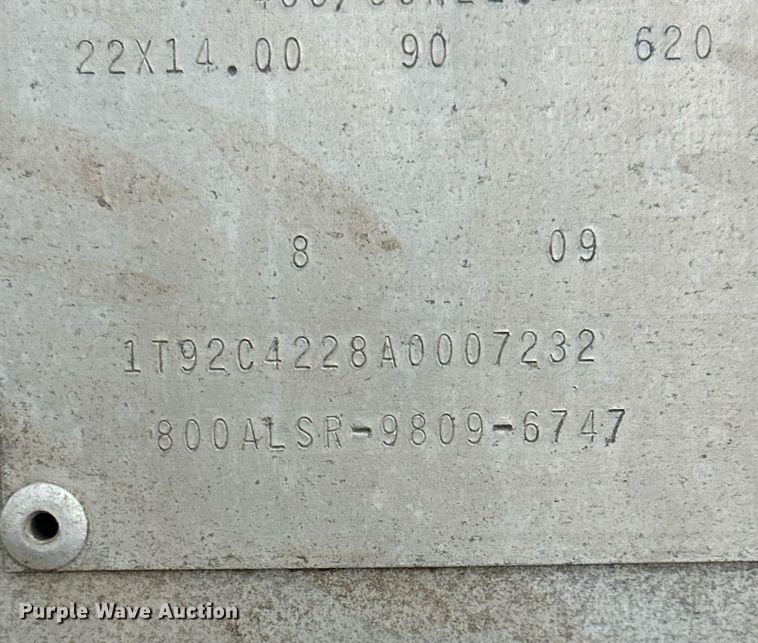 22X14.00 90 620
8 09
1T92C4228A0007232
800ALSR-9809-6747
Purple Wave Auction